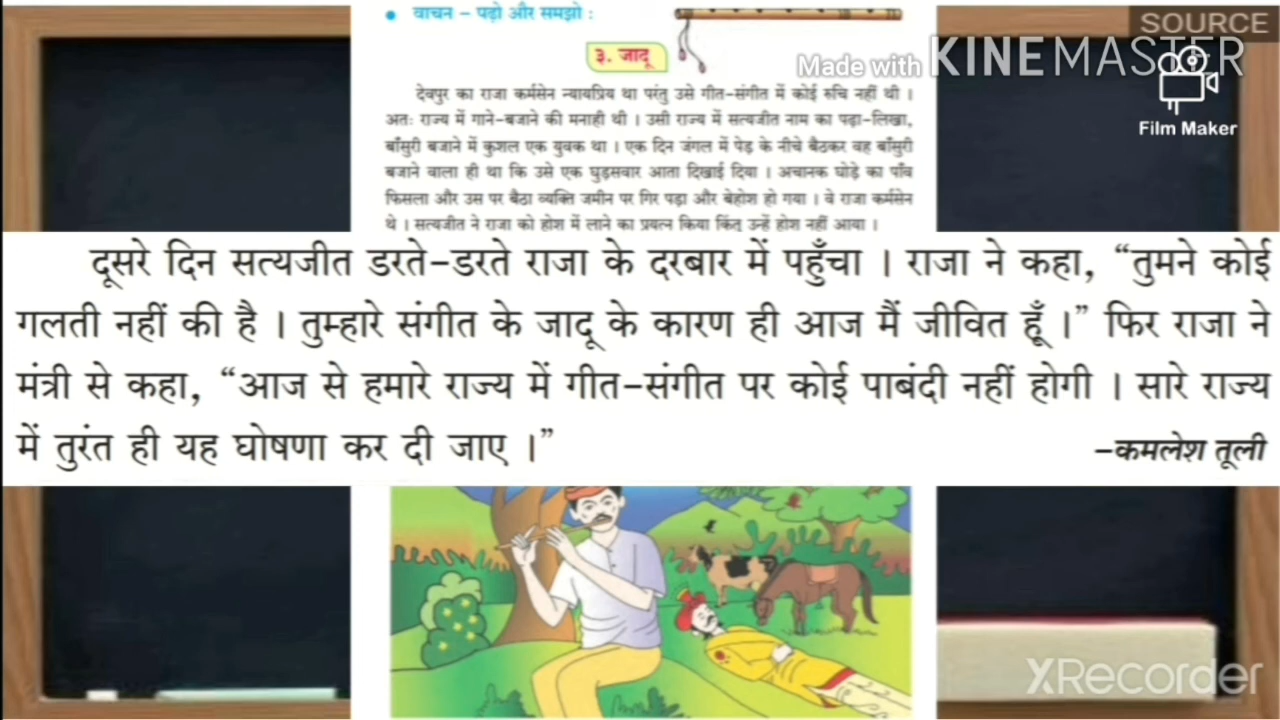 • वाचन – पढ़ो और समझो :
SOURCE
३. जादू
Made with KINEMASTER
Film Maker
देवपुर का राजा कर्मसेन न्यायप्रिय था परंतु उसे गीत-संगीत में कोई रुचि नहीं थी ।
अतः राज्य में गाने-बजाने की मनाही थी । उसी राज्य में सत्यजीत नाम का पढ़ा-लिखा,
बाँसुरी बजाने में कुशल एक युवक था । एक दिन जंगल में पेड़ के नीचे बैठकर वह बाँसुरी
बजाने वाला ही था कि उसे एक घुड़सवार आता दिखाई दिया । अचानक घोड़े का पाँव
फिसला और उस पर बैठा व्यक्ति जमीन पर गिर पड़ा और बेहोश हो गया । वे राजा कर्मसेन
थे । सत्यजीत ने राजा को होश में लाने का प्रयत्न किया किंतु उन्हें होश नहीं आया ।
दूसरे दिन सत्यजीत डरते-डरते राजा के दरबार में पहुँचा । राजा ने कहा, “तुमने कोई
गलती नहीं की है । तुम्हारे संगीत के जादू के कारण ही आज मैं जीवित हूँ ।” फिर राजा ने
मंत्री से कहा, “आज से हमारे राज्य में गीत-संगीत पर कोई पाबंदी नहीं होगी । सारे राज्य
में तुरंत ही यह घोषणा कर दी जाए ।”
-कमलेश तूली
XRecorder